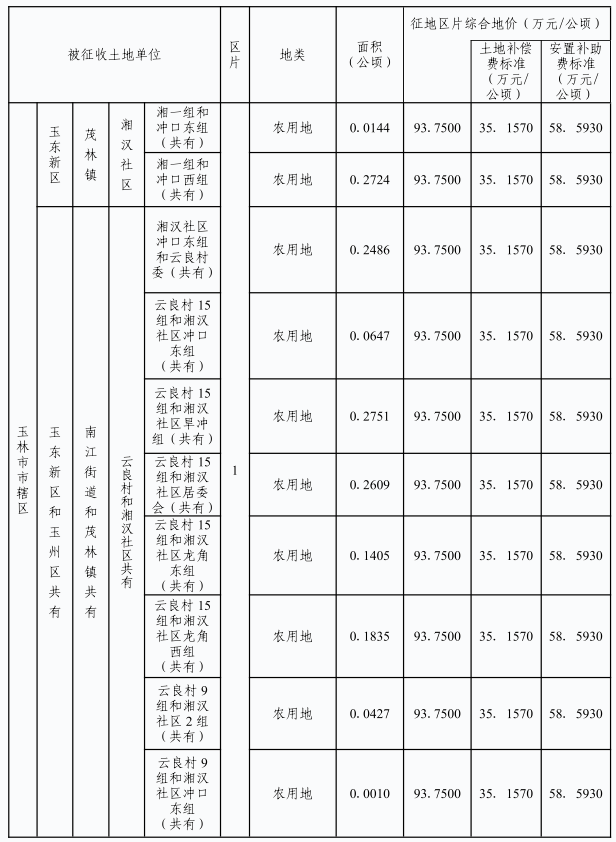 被征收土地单位
区片
地类
面积
（公顷）
征地区片综合地价（万元/公顷）
土地补偿
费标准
（万元/
公顷）
安置补助
费标准
（万元/
公顷）
玉林市市辖区
玉东新区
茂林镇
湘汉社区
湘一组和
冲口东组
（共有）
1
农用地
0.0144
93.7500
35. 1570
58. 5930
湘一组和
冲口西组
（共有）
农用地
0.2724
93.7500
35. 1570
58. 5930
玉东新区和玉州区共有
南江街道和茂林镇共有
云良村和湘汉社区共有
湘汉社区
冲口东组
和云良村
委（共有）
农用地
0.2486
93.7500
35. 1570
58. 5930
云良村 15
组和湘汉
社区冲口
东组
（共有）
农用地
0.0647
93.7500
35. 1570
58. 5930
云良村 15
组和湘汉
社区旱冲
组（共有）
农用地
0.2751
93.7500
35. 1570
58. 5930
云良村 15
组和湘汉
社区居委
会（共有）
农用地
0.2609
93.7500
35. 1570
58. 5930
云良村 15
组和湘汉
社区龙角
东组
（共有）
农用地
0.1405
93.7500
35. 1570
58. 5930
云良村 15
组和湘汉
社区龙角
西组
（共有）
农用地
0.1835
93.7500
35. 1570
58. 5930
云良村 9
组和湘汉
社区 2 组
（共有）
农用地
0.0427
93.7500
35. 1570
58. 5930
云良村 9
组和湘汉
社区冲口
东组
（共有）
农用地
0.0010
93.7500
35. 1570
58. 5930